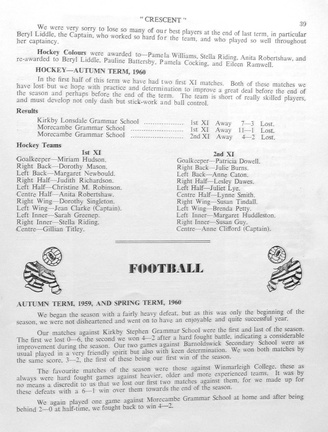 " CRESCENT"
39
We were very sorry to lose so many of our best players at the end of last term, in particular
Beryl Liddle, the Captain, who worked so hard for the team, and who played so well throughout
her captaincy.
Hockey Colours were awarded to—Pamela Williams, Stella Riding, Anita Robertshaw, and
re-awarded to Beryl Liddle, Pauline Battersby, Pamela Cocking, and Eileen Ramwell.
HOCKEY—AUTUMN TERM, 1960
In the first half of this term we have had two first XI matches. Both of these matches we
have lost but we hope with practice and determination to improve a great deal before the end of
the season and perhaps before the end of the term. The team is short of really skilled players,
and must develop not only dash but stick-work and ball control.
Results
Kirkby Lonsdale Grammar School .................. 1st XI Away 7—3 Lost.
Morecambe Grammar School .................. 1st XI Away 11—1 Lost.
Morecambe Grammar School .................. 2nd XI Away 4—2 Lost.
Hockey Teams
1st XI
Goalkeeper—Miriam Hudson.
Right Back—Dorothy Mason.
Left Back—Margaret Newbould.
Right Half—Judith Richardson.
Left Half—Christine M. Robinson.
Centre Half—Anita Robertshaw.
Right Wing—Dorothy Singleton.
Left Wing—Jean Clarke (Captain).
Left Inner—Sarah Greenep.
Right Inner—Stella Riding.
Centre—Gillian Titley.
2nd XI
Goalkeeper—Patricia Dowell.
Right Back—Julie Burns.
Left Back—Anne Caton.
Right Half—Lesley Dawes.
Left Half—Juliet Lye.
Centre Half—Lynne Smith.
Right Wing—Susan Tindall.
Left Wing—Brenda Petty.
Left Inner—Margaret Huddleston.
Right Inner—Susan Guy.
Centre—Anne Clifford (Captain).
FOOTBALL
AUTUMN TERM, 1959, AND SPRING TERM, 1960
We began the season with a fairly heavy defeat, but as this was only the beginning of the
season, we were not disheartened and went on to have an enjoyable and quite successful year.
Our matches against Kirkby Stephen Grammar School were the first and last of the season.
The first we lost 0—6, the second we won 4—2 after a hard fought battle, indicating a considerable
improvement during the season. Our two games against Barnoldswick Secondary School were as
usual played in a very friendly spirit but also with keen determination. We won both matches by
the same score, 3—2, the first of these being our first win of the season.
The favourite matches of the season were those against Winmarleigh College, these as
always were hard fought games against heavier, older and more experienced teams. It was by
no means a discredit to us that we lost our first two matches against them, for we made up for
these defeats with a 6—1 win over them towards the end of the season.
We again played one game against Morecambe Grammar School at home and after being
behind 2—0 at half-time, we fought back to win 4—2.